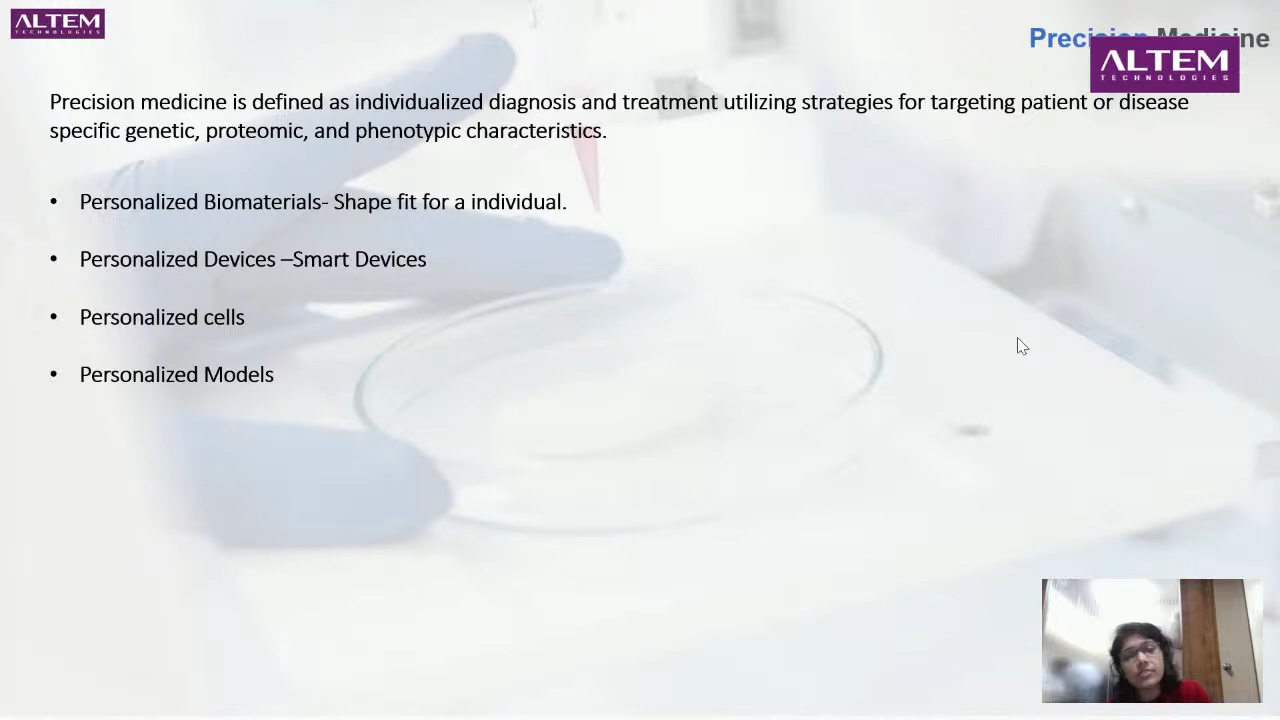 ALTEM
TECHNOLOGIES
Precision Medicine
ALTEM
TECHNOLOGIES
Precision medicine is defined as individualized diagnosis and treatment utilizing strategies for targeting patient or disease
specific genetic, proteomic, and phenotypic characteristics.
• Personalized Biomaterials- Shape fit for a individual.
• Personalized Devices –Smart Devices
• Personalized cells
• Personalized Models